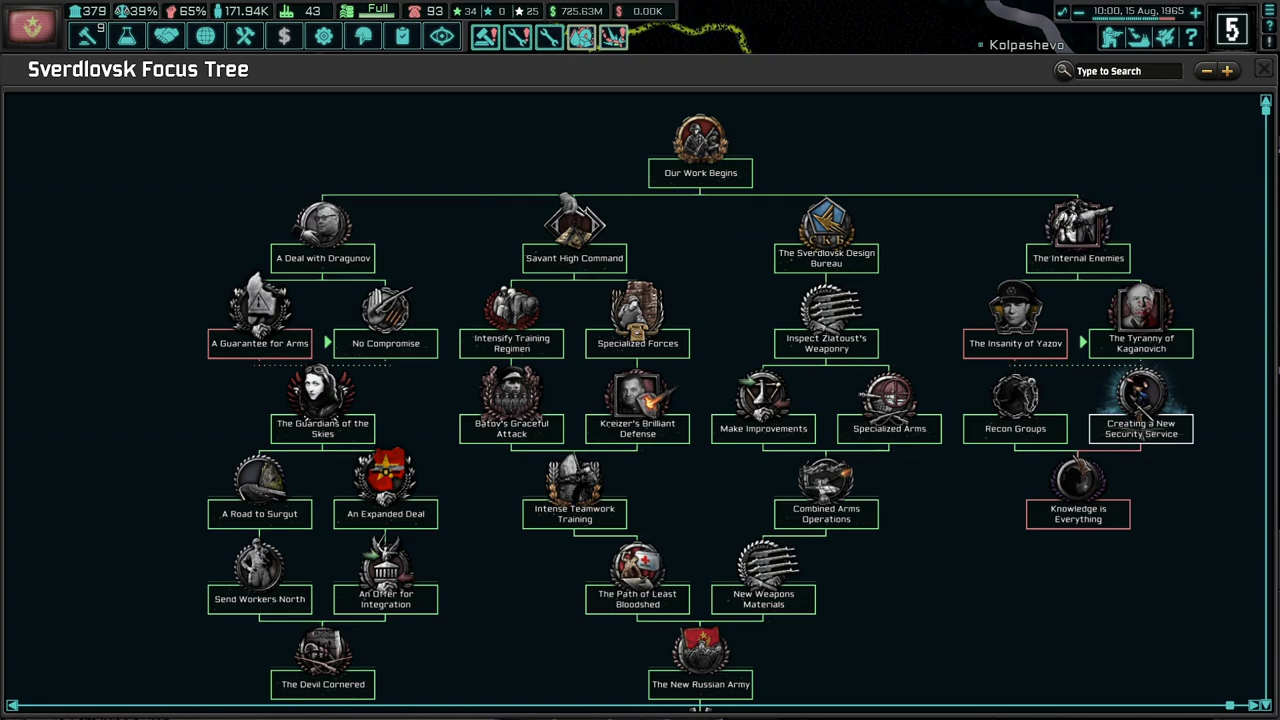 379
39%
65%
171.94K
43
Full
93
34
0
25
$ 725.63M
$ 0.00K
10:00, 15 Aug, 1965
9
5
Kolpashevo
Sverdlovsk Focus Tree
Type to Search
Our Work Begins
A Deal with Dragunov
Savant High Command
СКБ
The Sverdlovsk Design
Bureau
The Internal Enemies
A Guarantee for Arms
No Compromise
Intensify Training
Regimen
Specialized Forces
Inspect Zlatoust's
Weaponry
The Insanity of Yazov
The Tyranny of
Kaganovich
The Guardians of the
Skies
Batov's Graceful
Attack
Kreizer's Brilliant
Defense
Make Improvements
Specialized Arms
Recon Groups
Creating a New
Security Service
A Road to Surgut
An Expanded Deal
Intense Teamwork
Training
Combined Arms
Operations
Knowledge is
Everything
Send Workers North
An Offer for
Integration
The Path of Least
Bloodshed
New Weapons
Materials
The Devil Cornered
The New Russian Army